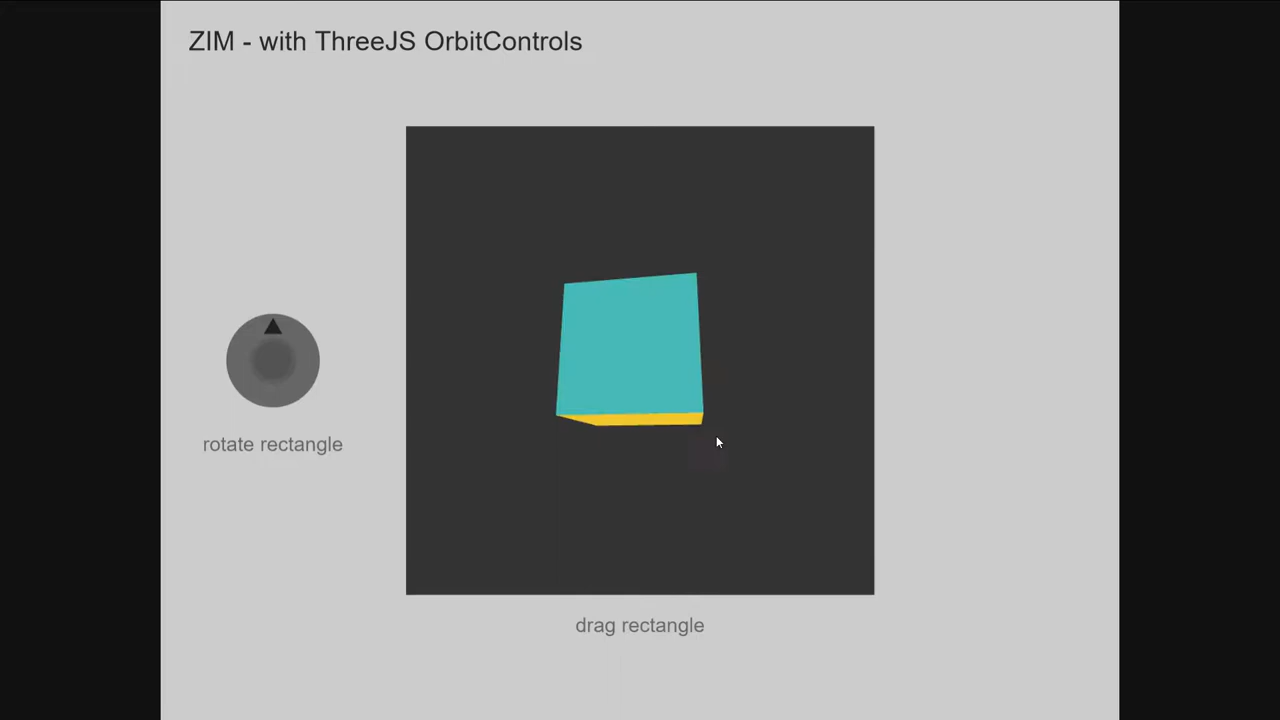 ZIM - with ThreeJS OrbitControls
rotate rectangle
drag rectangle